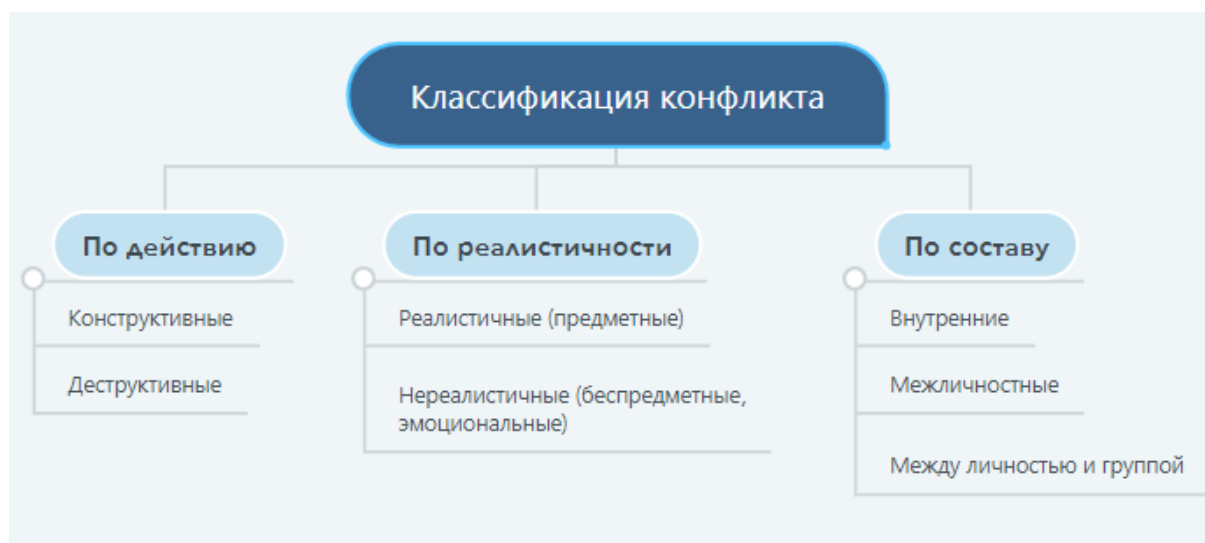 Классификация конфликта
По действию
Конструктивные
Деструктивные
По реалистичности
Реалистичные (предметные)
Нереалистичные (беспредметные,
эмоциональные)
По составу
Внутренние
Межличностные
Между личностью и группой